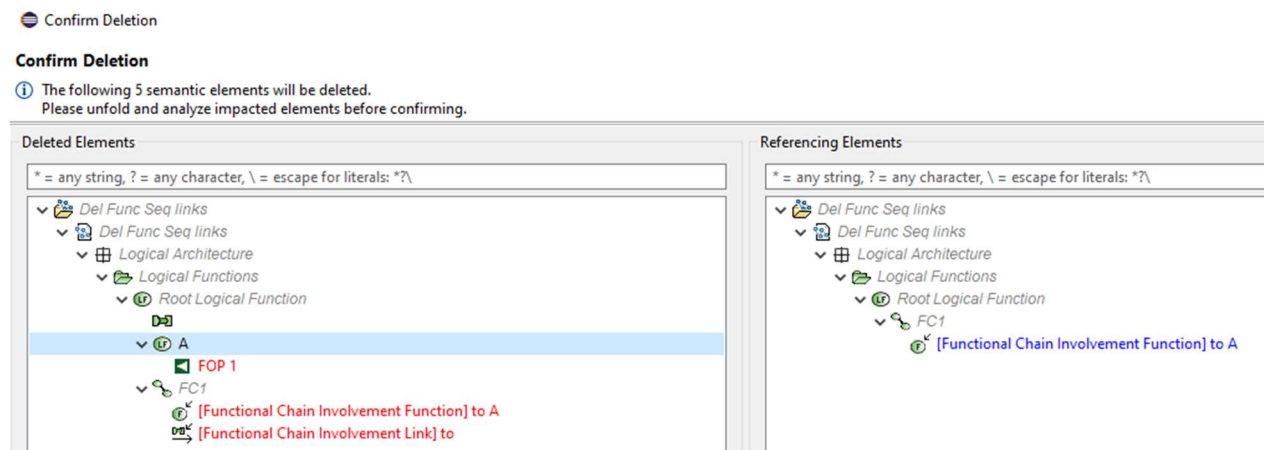 Confirm Deletion
Confirm Deletion
The following 5 semantic elements will be deleted.
Please unfold and analyze impacted elements before confirming.
Deleted Elements
* = any string, ? = any character, \ = escape for literals: *?\
Del Func Seq links
Del Func Seq links
Logical Architecture
Logical Functions
LF Root Logical Function
LF A
FOP 1
FC1
F [Functional Chain Involvement Function] to A
[Functional Chain Involvement Link] to
Referencing Elements
* = any string, ? = any character, \ = escape for literals: *?\
Del Func Seq links
Del Func Seq links
Logical Architecture
Logical Functions
LF Root Logical Function
FC1
F [Functional Chain Involvement Function] to A